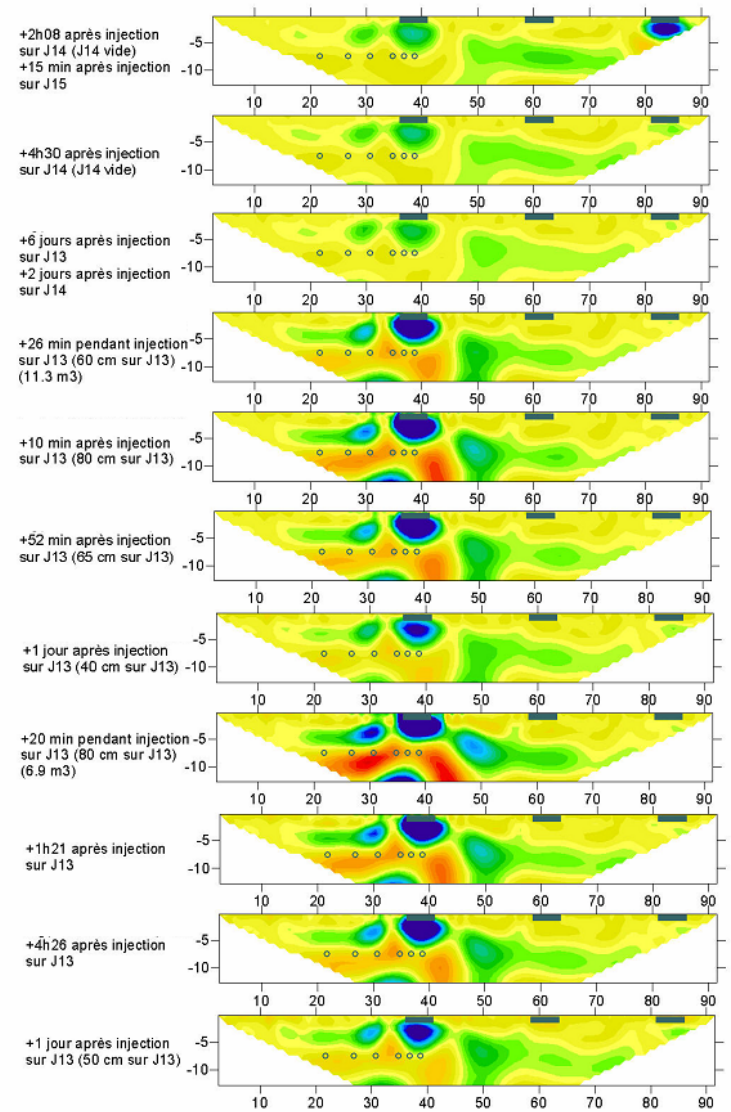 +2h08 après injection
sur J14 (J14 vide)
+15 min après injection
sur J15
-5
-10
10 20 30 40 50 60 70 80 90
+4h30 après injection
sur J14 (J14 vide)
-5
-10
10 20 30 40 50 60 70 80 90
+6 jours après injection
sur J13
+2 jours après injection
sur J14
-5
-10
10 20 30 40 50 60 70 80 90
+26 min pendant injection
sur J13 (60 cm sur J13)
(11.3 m3)
-5
-10
10 20 30 40 50 60 70 80 90
+10 min après injection
sur J13 (80 cm sur J13)
-5
-10
10 20 30 40 50 60 70 80 90
+52 min après injection
sur J13 (65 cm sur J13)
-5
-10
10 20 30 40 50 60 70 80 90
+1 jour après injection
sur J13 (40 cm sur J13)
-5
-10
10 20 30 40 50 60 70 80 90
+20 min pendant injection
sur J13 (80 cm sur J13)
(6.9 m3)
-5
-10
10 20 30 40 50 60 70 80 90
+1h21 après injection
sur J13
-5
-10
10 20 30 40 50 60 70 80 90
+4h26 après injection
sur J13
-5
-10
10 20 30 40 50 60 70 80 90
+1 jour après injection
sur J13 (50 cm sur J13)
-5
-10
10 20 30 40 50 60 70 80 90